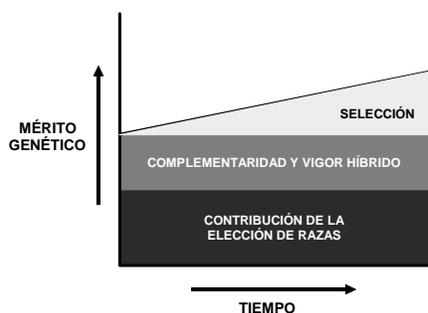 MÉRITO
GENÉTICO
SELECCIÓN
COMPLEMENTARIDAD Y VIGOR HÍBRIDO
CONTRIBUCIÓN DE LA
ELECCIÓN DE RAZAS
TIEMPO